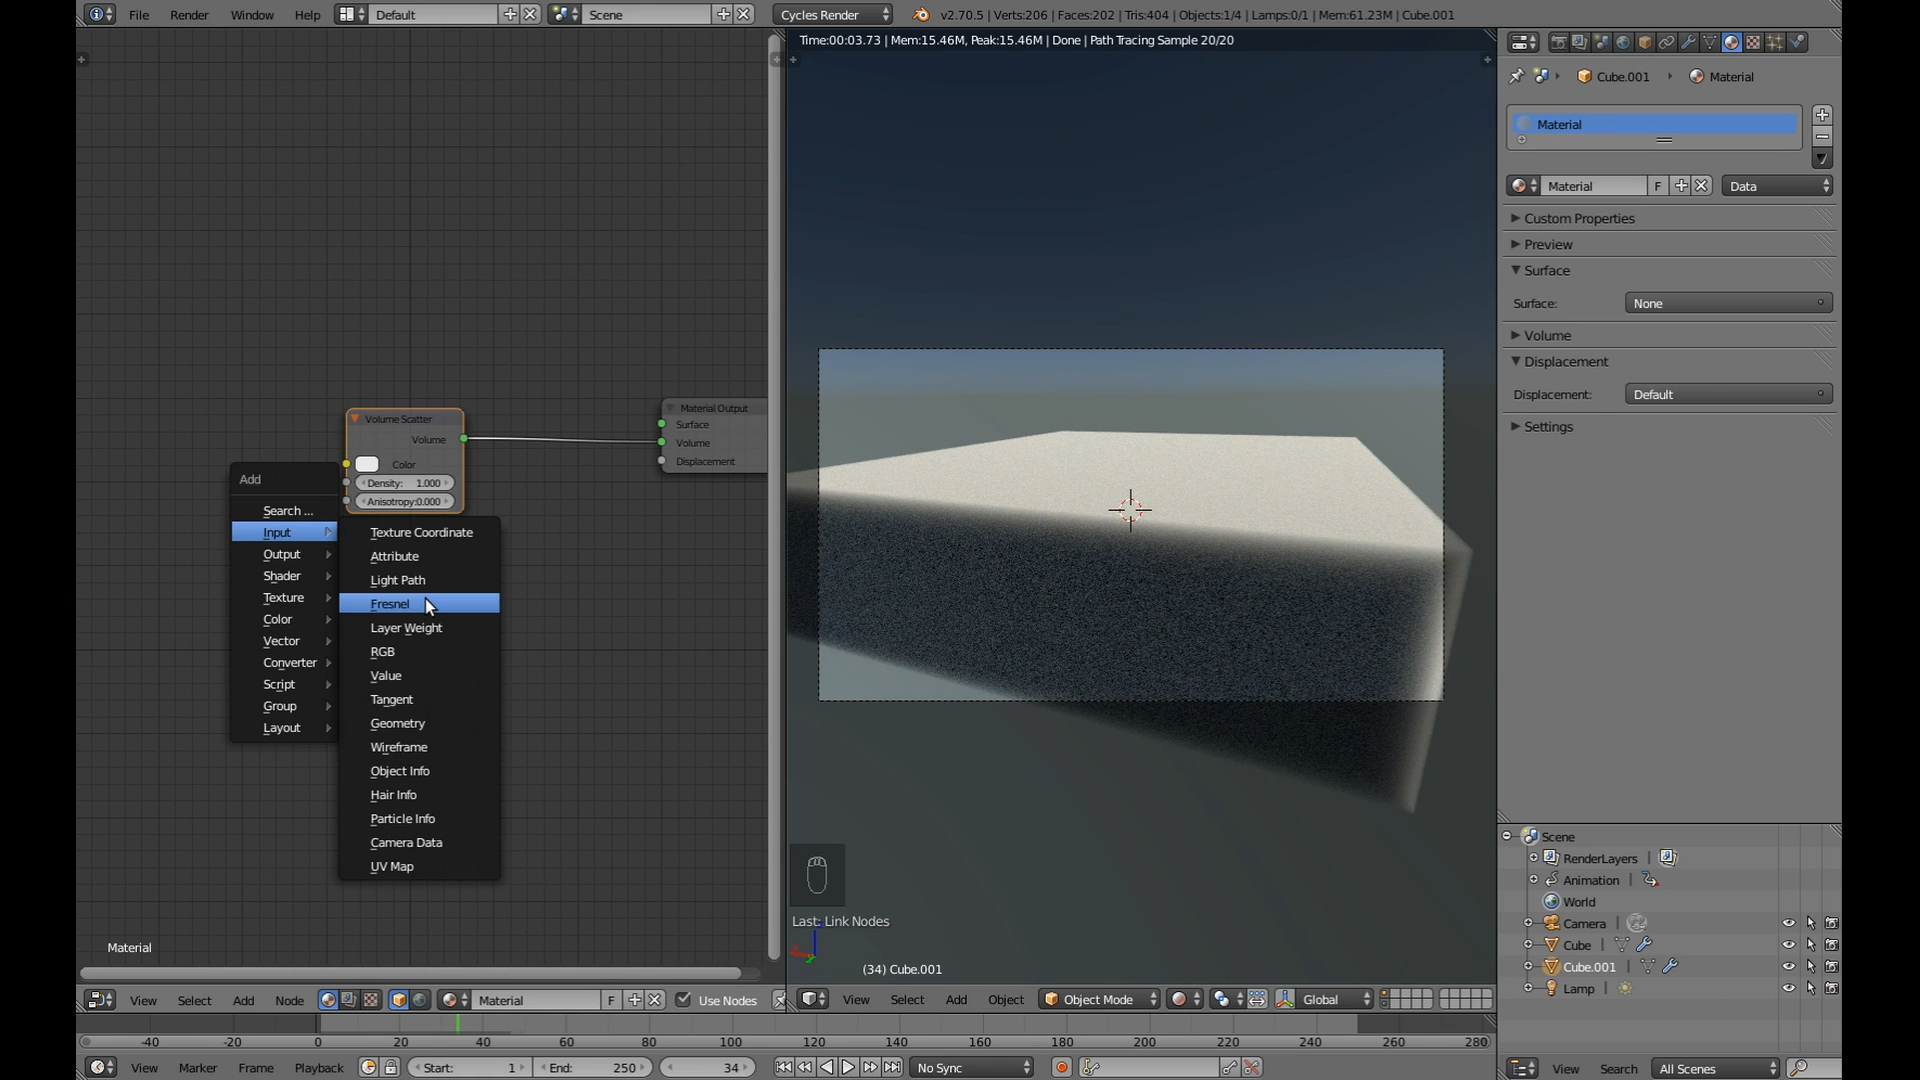 File Render Window Help Default Scene Cycles Render v2.70.5 | Verts:206 | Faces:202 | Tris:404 | Objects:1/4 | Lamps:0/1 | Mem:61.23M | Cube.001
Time:00:03.73 | Mem:15.46M, Peak:15.46M | Done | Path Tracing Sample 20/20
Volume Scatter
Volume
Color
Density: 1.000
Anisotropy:0.000
Material Output
Surface
Volume
Displacement
Add
Search ...
Input
Output
Shader
Texture
Color
Vector
Converter
Script
Group
Layout
Texture Coordinate
Attribute
Light Path
Fresnel
Layer Weight
RGB
Value
Tangent
Geometry
Wireframe
Object Info
Hair Info
Particle Info
Camera Data
UV Map
Material
View Select Add Node Material F Use Nodes
Last: Link Nodes
(34) Cube.001
View Select Add Object Object Mode Global
Cube.001 Material
Material
Material F Data
Custom Properties
Preview
Surface
Surface: None
Volume
Displacement
Displacement: Default
Settings
Scene
RenderLayers |
Animation |
World
Camera |
Cube |
Cube.001 |
Lamp |
-40 -20 0 20 40 60 80 100 120 140 160 180 200 220 240 260 280
View Marker Frame Playback Start: 1 End: 250 34 No Sync
View Search All Scenes